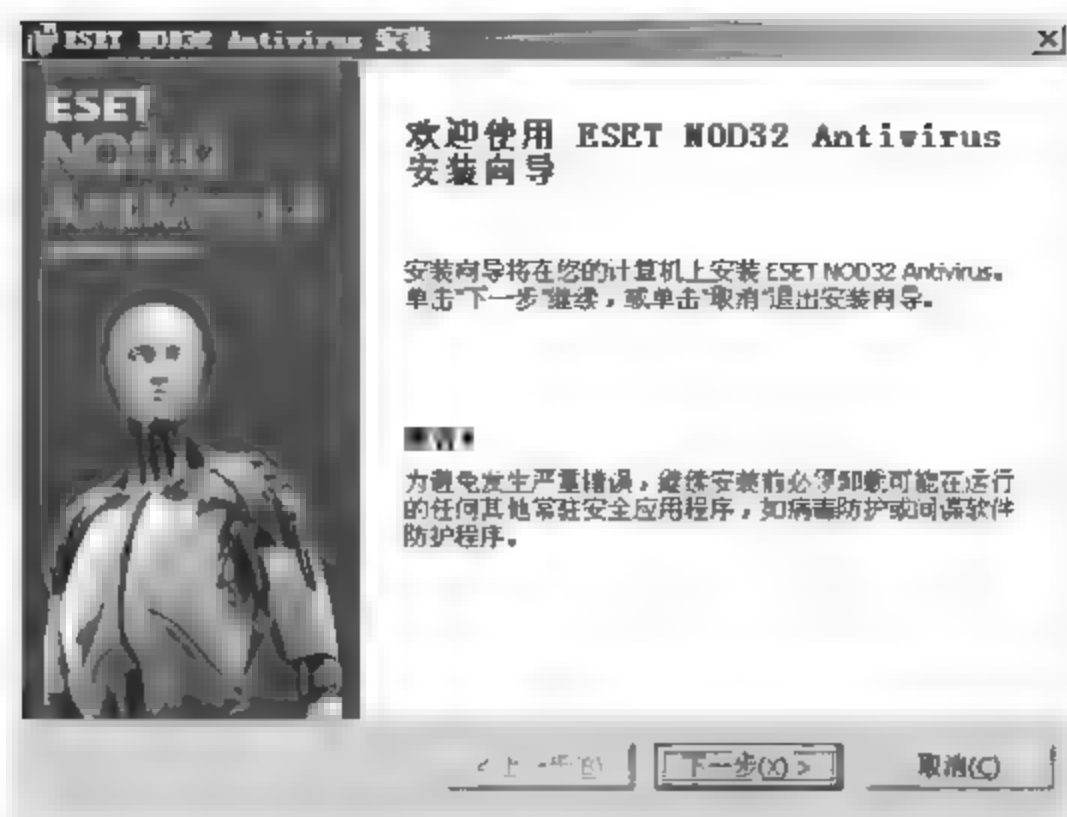 ESET NOD32 Antivirus 安装
ESET
欢迎使用 ESET NOD32 Antivirus
安装向导
安装向导将在您的计算机上安装 ESET NOD32 Antivirus。
单击"下一步"继续，或单击"取消"退出安装向导。
为避免发生严重错误，继续安装前必须卸载可能在运行
的任何其他常驻安全应用程序，如病毒防护或间谍软件
防护程序。
下一步(X) >
取消(C)